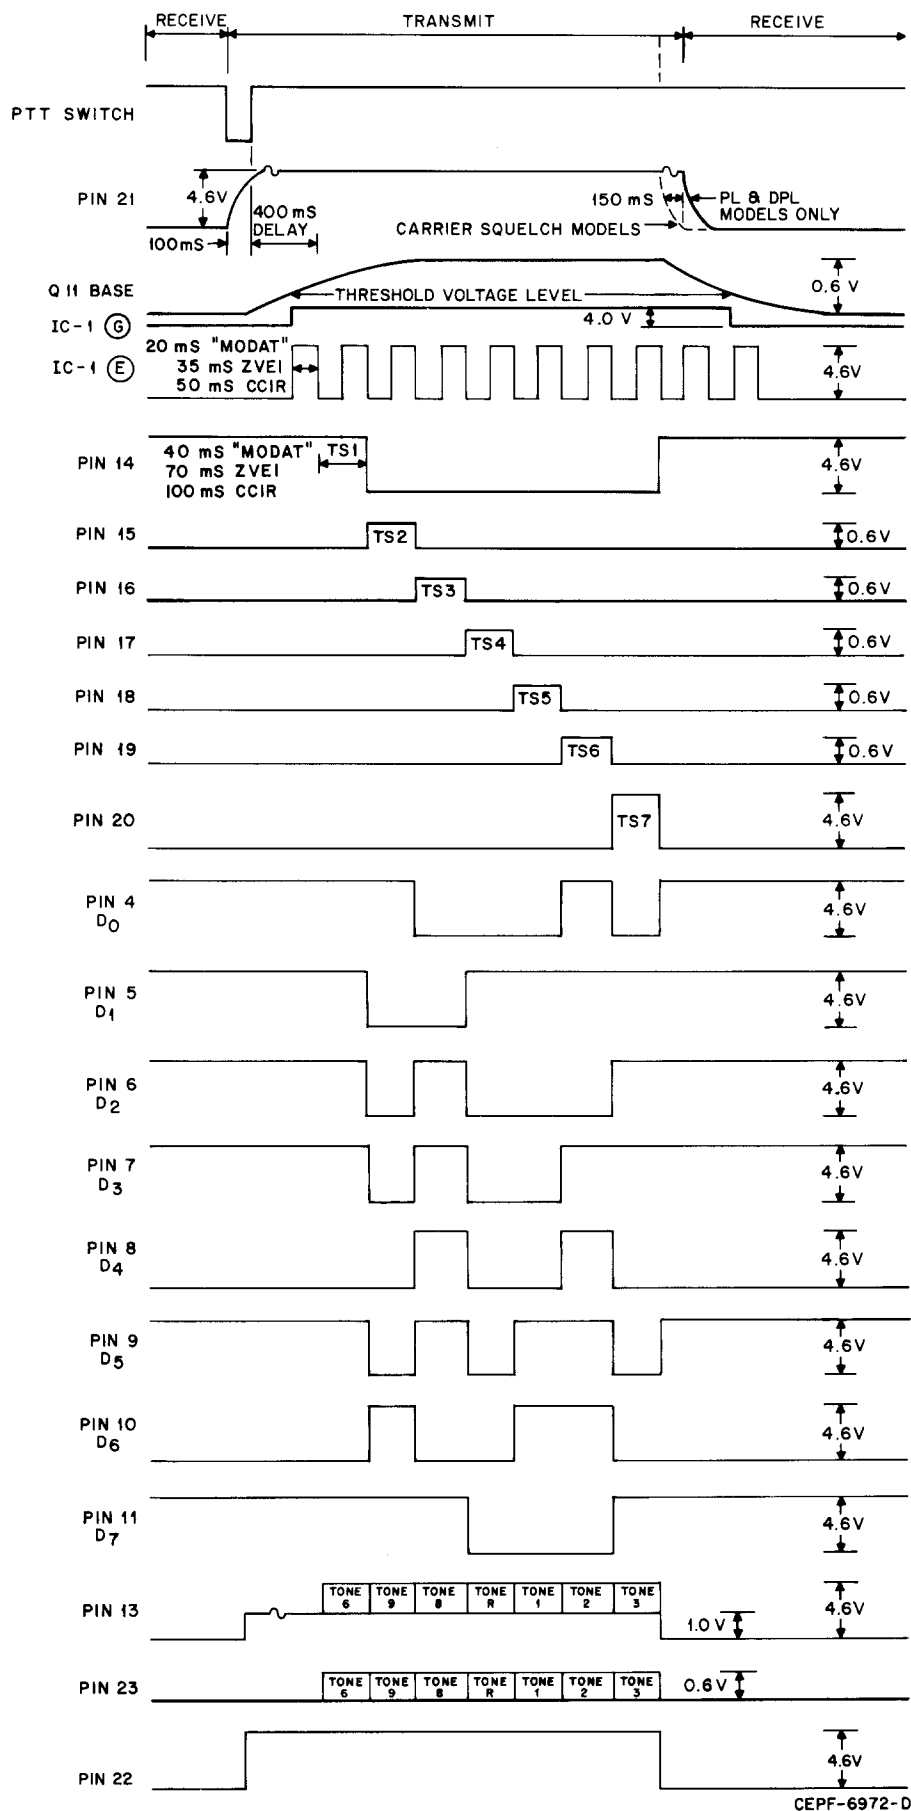 RECEIVE TRANSMIT RECEIVE
PTT SWITCH
PIN 21
4.6V
100mS
400mS
DELAY
150 mS
PL & DPL
MODELS ONLY
CARRIER SQUELCH MODELS
Q11 BASE
THRESHOLD VOLTAGE LEVEL
0.6 V
IC-1 G
4.0 V
IC-1 E
20 mS "MODAT"
35 mS ZVEI
50 mS CCIR
4.6V
PIN 14
40 mS "MODAT"
70 mS ZVEI
100 mS CCIR
TS1
4.6V
PIN 15 TS2 0.6V
PIN 16 TS3 0.6V
PIN 17 TS4 0.6V
PIN 18 TS5 0.6V
PIN 19 TS6 0.6V
PIN 20 TS7 4.6V
PIN 4
D0
4.6V
PIN 5
D1
4.6V
PIN 6
D2
4.6V
PIN 7
D3
4.6V
PIN 8
D4
4.6V
PIN 9
D5
4.6V
PIN 10
D6
4.6V
PIN 11
D7
4.6V
PIN 13
TONE TONE TONE TONE TONE TONE TONE
6 9 8 R 1 2 3
1.0 V
4.6V
PIN 23
TONE TONE TONE TONE TONE TONE TONE
6 9 8 R 1 2 3
0.6V
PIN 22
4.6V
CEPF-6972-D